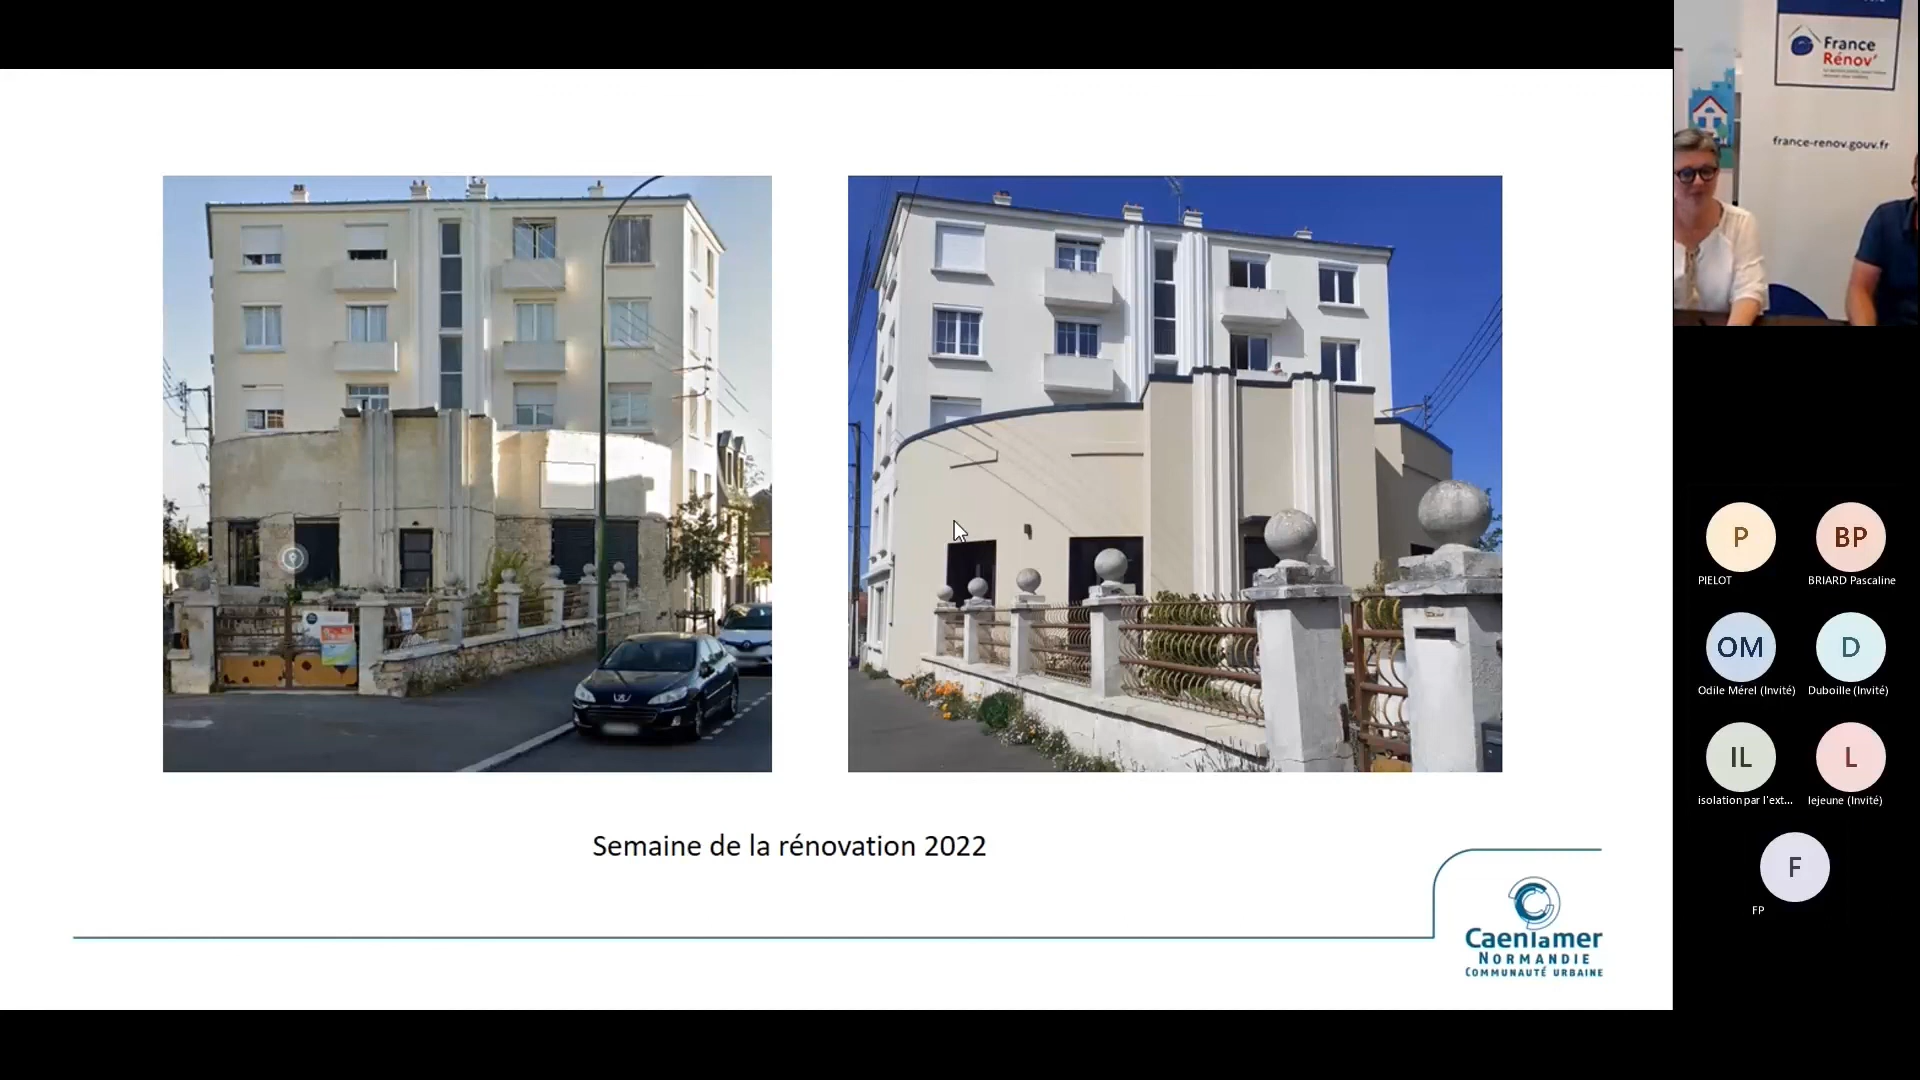 France
Rénov'
france-renov.gouv.fr
P
PIELOT
BP
BRIARD Pascaline
OM
Odile Mérel (Invité)
D
Duboille (Invité)
IL
isolation par l'ext...
L
lejeune (Invité)
F
FP
Semaine de la rénovation 2022
Caenlamer
NORMANDIE
COMMUNAUTÉ URBAINE